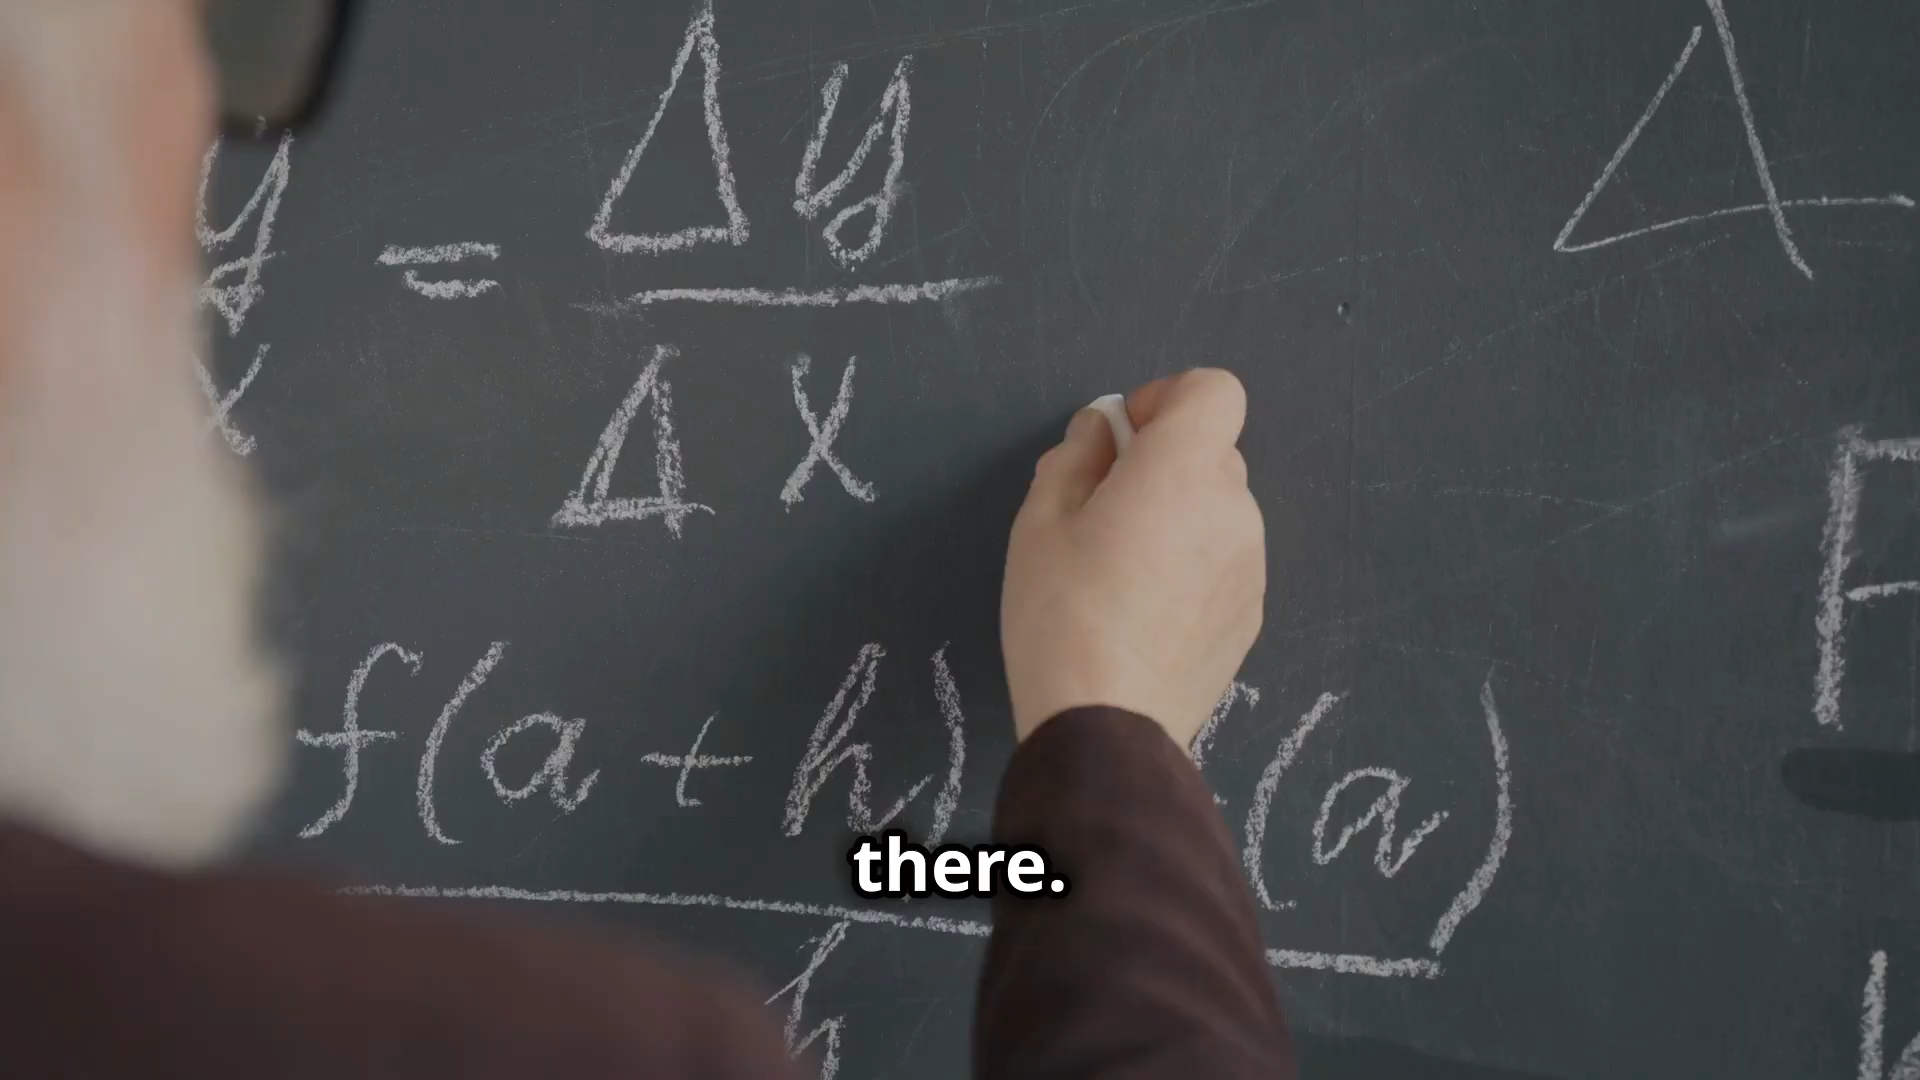 y/x = Δy/Δx
Δ
F
f(a+h) f(a)
h
there.